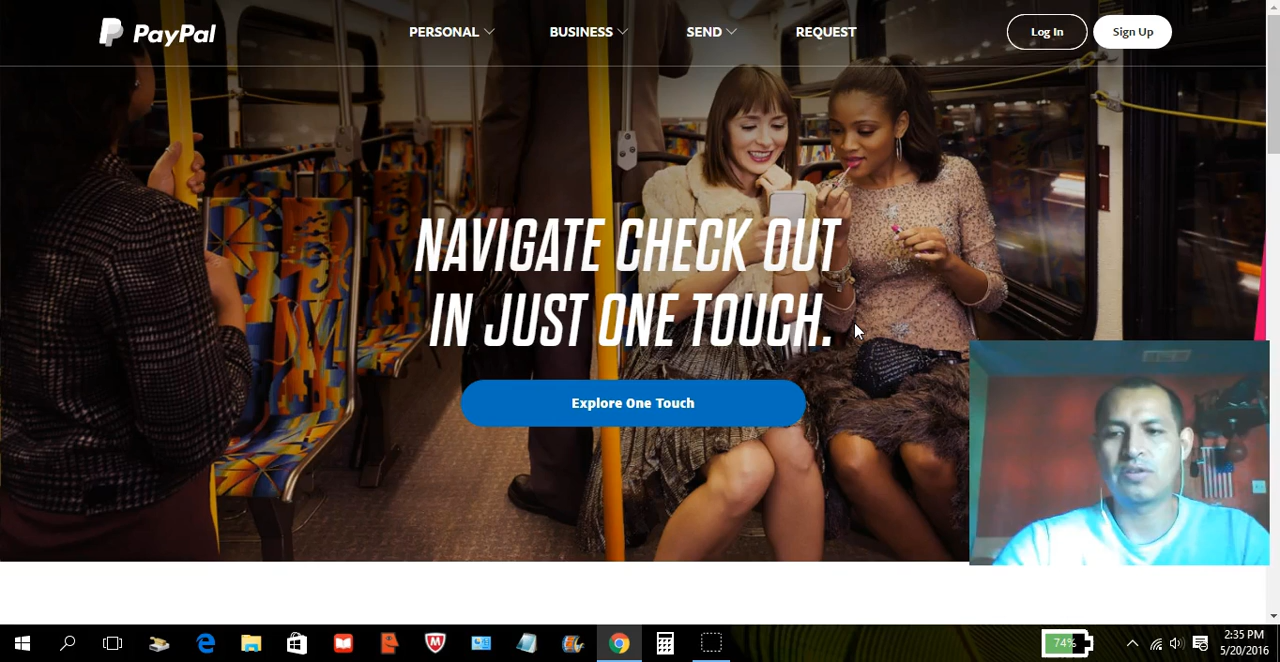 PayPal
PERSONAL
BUSINESS
SEND
REQUEST
Log In
Sign Up
NAVIGATE CHECK OUT
IN JUST ONE TOUCH.
Explore One Touch
74%
2:35 PM
5/20/2016